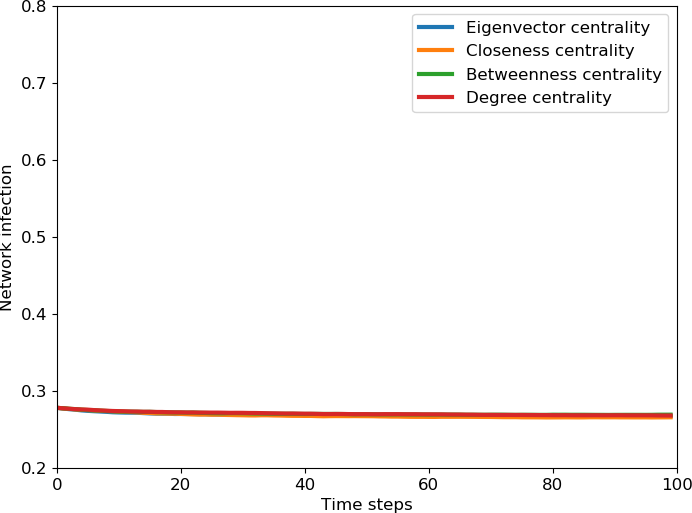 0.8
0.7
0.6
0.5
0.4
0.3
0.2
Network infection
0
20
40
60
80
100
Time steps
Eigenvector centrality
Closeness centrality
Betweenness centrality
Degree centrality